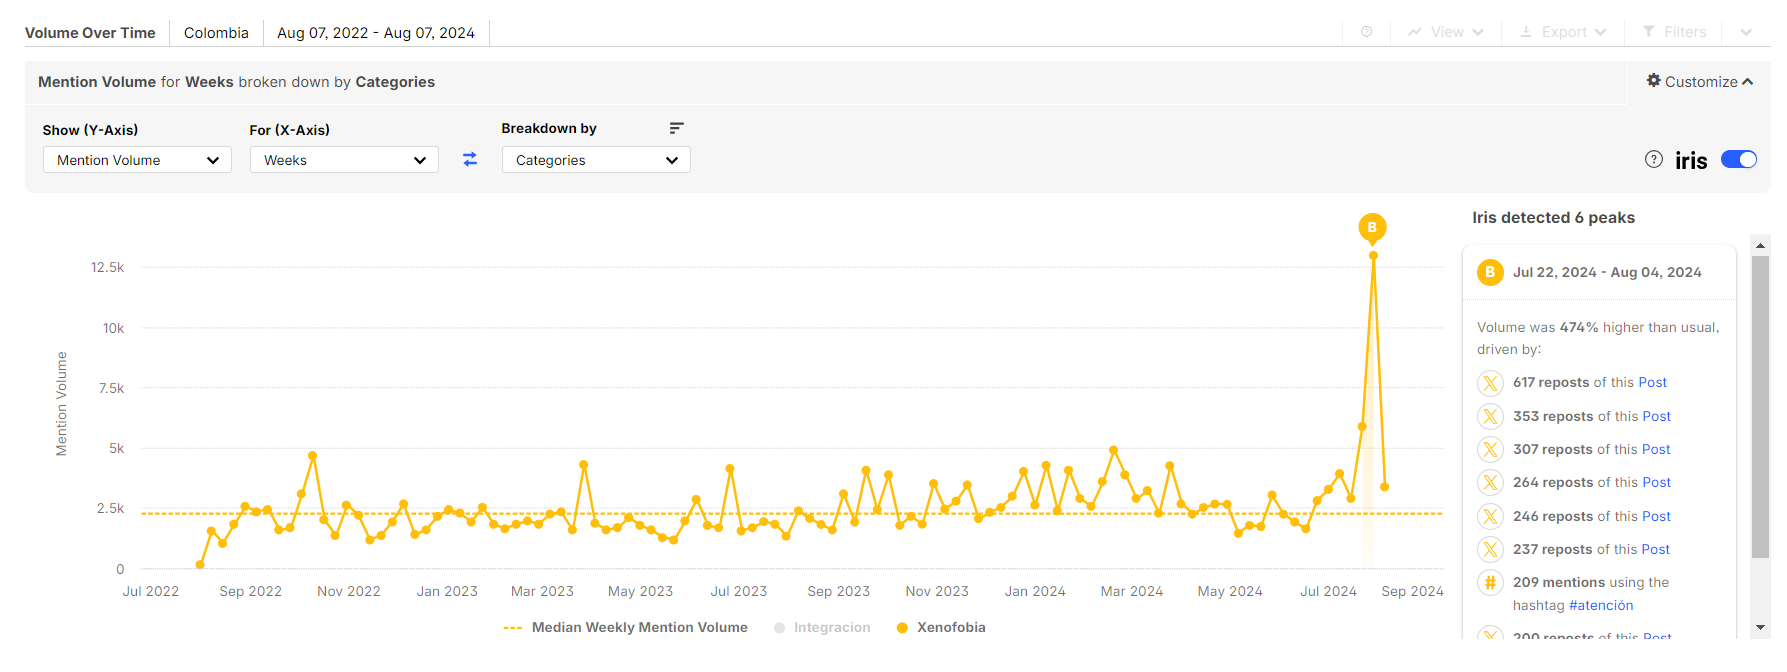 Volume Over Time Colombia Aug 07, 2022 - Aug 07, 2024 View Export Filters
Mention Volume for Weeks broken down by Categories
Customize
Show (Y-Axis) For (X-Axis) Breakdown by
Mention Volume Weeks Categories
? iris
Iris detected 6 peaks
B
B Jul 22, 2024 - Aug 04, 2024
Volume was 474% higher than usual,
driven by:
617 reposts of this Post
353 reposts of this Post
307 reposts of this Post
264 reposts of this Post
246 reposts of this Post
237 reposts of this Post
# 209 mentions using the
hashtag #atención
200 reposts of this Post
Mention Volume
12.5k
10k
7.5k
5k
2.5k
0
Jul 2022 Sep 2022 Nov 2022 Jan 2023 Mar 2023 May 2023 Jul 2023 Sep 2023 Nov 2023 Jan 2024 Mar 2024 May 2024 Jul 2024 Sep 2024
Median Weekly Mention Volume Integracion Xenofobia